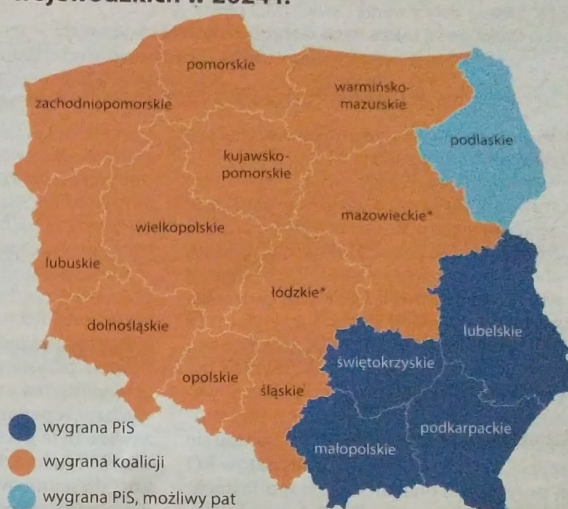 pomorskie
warmińsko-
mazurskie
zachodniopomorskie
podlaskie
kujawsko-
pomorskie
mazowieckie*
wielkopolskie
lubuskie
łódzkie*
dolnośląskie
lubelskie
świętokrzyskie
opolskie
śląskie
podkarpackie
małopolskie
wygrana PiS
wygrana koalicji
wygrana PiS, możliwy pat